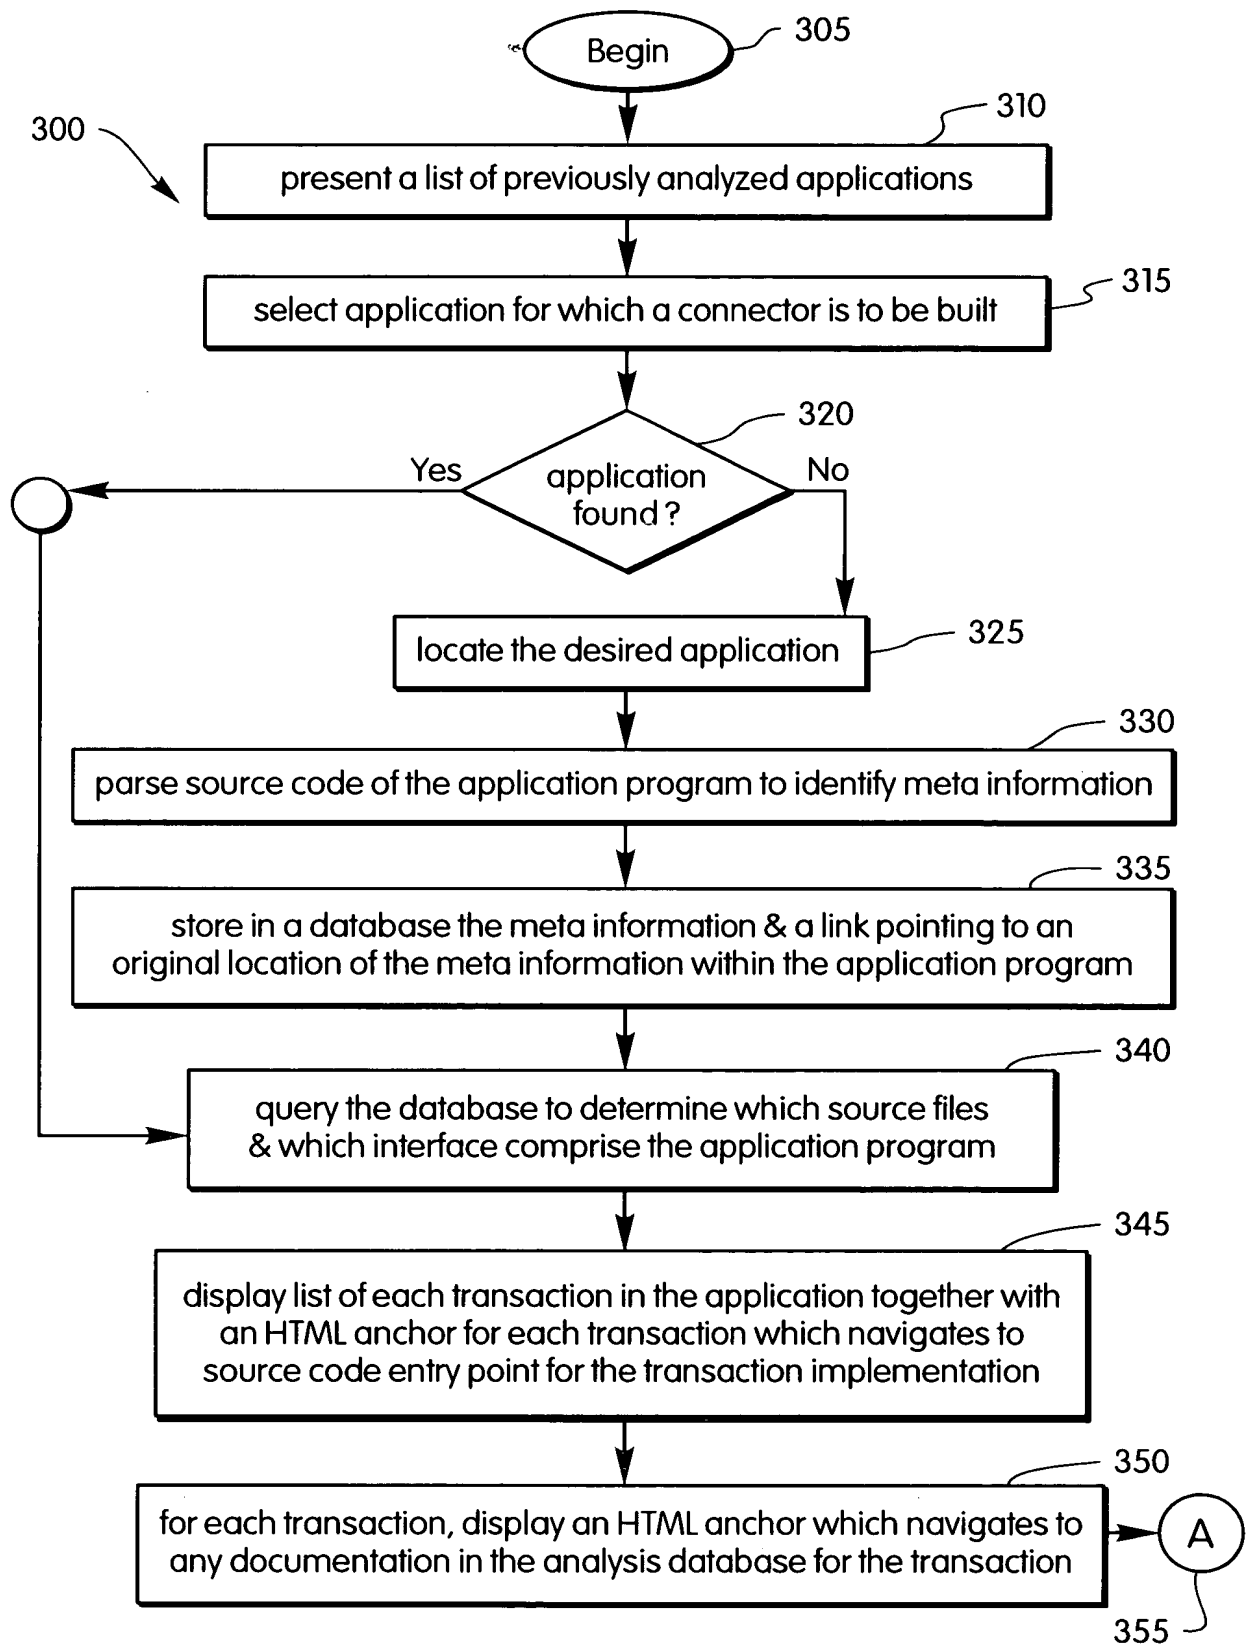 Begin
305
300
310
present a list of previously analyzed applications
315
select application for which a connector is to be built
320
Yes
No
application
found?
325
locate the desired application
330
parse source code of the application program to identify meta information
335
store in a database the meta information & a link pointing to an
original location of the meta information within the application program
340
query the database to determine which source files
& which interface comprise the application program
345
display list of each transaction in the application together with
an HTML anchor for each transaction which navigates to
source code entry point for the transaction implementation
350
for each transaction, display an HTML anchor which navigates to
any documentation in the analysis database for the transaction
A
355